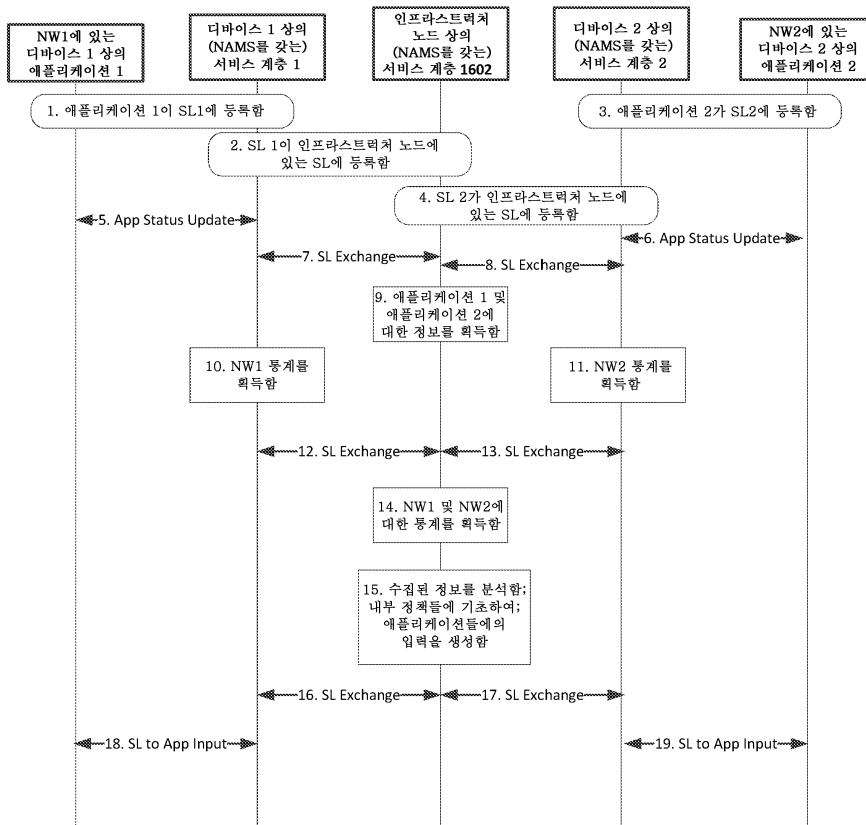 NW1에 있는
디바이스 1 상의
애플리케이션 1
디바이스 1 상의
(NAMS를 갖는)
서비스 계층 1
인프라스트럭처
노드 상의
(NAMS를 갖는)
서비스 계층 1602
디바이스 2 상의
(NAMS를 갖는)
서비스 계층 2
NW2에 있는
디바이스 2 상의
애플리케이션 2
1. 애플리케이션 1이 SL1에 등록함
3. 애플리케이션 2가 SL2에 등록함
2. SL 1이 인프라스트럭처 노드에
있는 SL에 등록함
4. SL 2가 인프라스트럭처 노드에
있는 SL에 등록함
5. App Status Update
6. App Status Update
7. SL Exchange
8. SL Exchange
9. 애플리케이션 1 및
애플리케이션 2에
대한 정보를 획득함
10. NW1 통계를
획득함
11. NW2 통계를
획득함
12. SL Exchange
13. SL Exchange
14. NW1 및 NW2에
대한 통계를 획득함
15. 수집된 정보를 분석함;
내부 정책들에 기초하여;
애플리케이션들에의
입력을 생성함
16. SL Exchange
17. SL Exchange
18. SL to App Input
19. SL to App Input